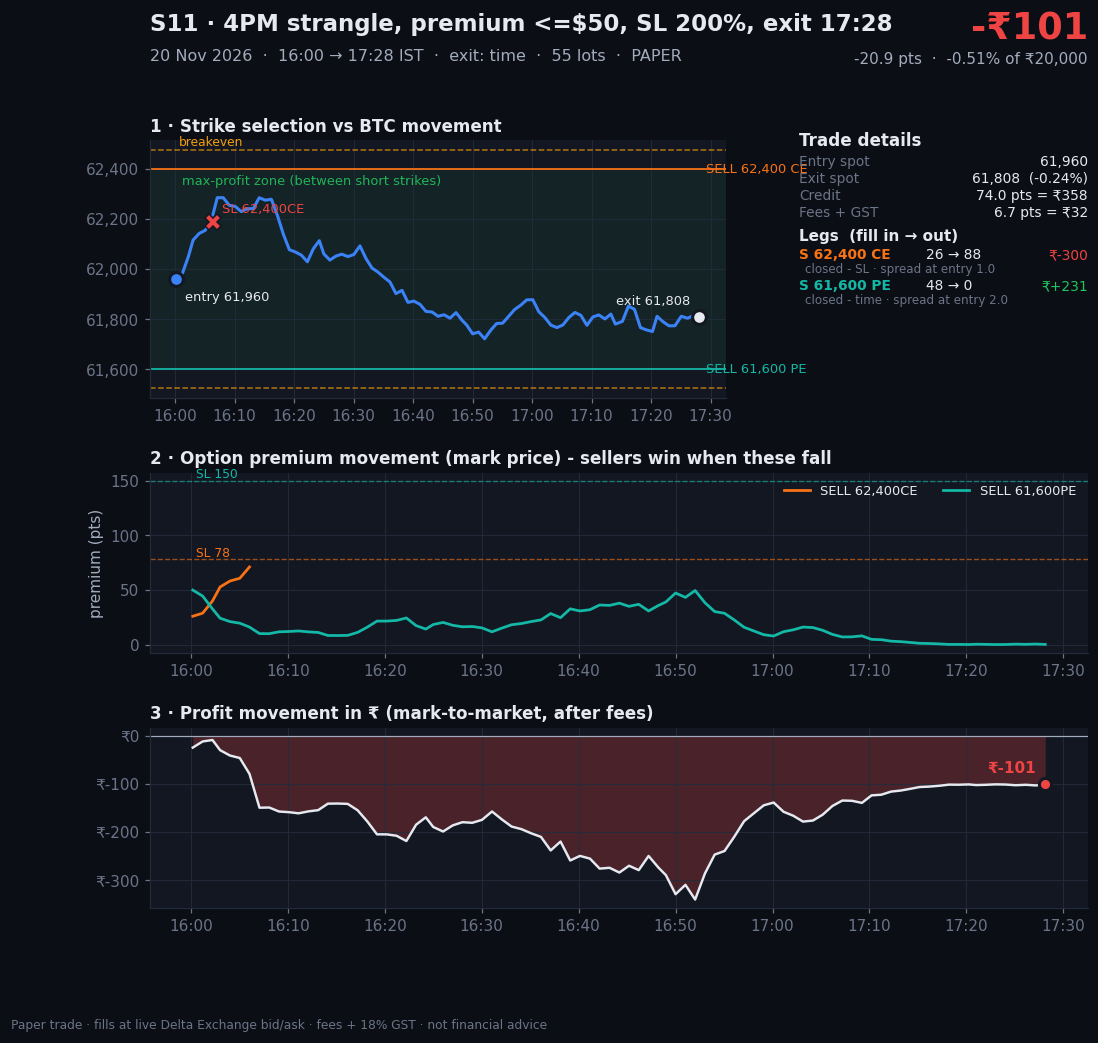 S11 · 4PM strangle, premium <=$50, SL 200%, exit 17:28
-₹101
20 Nov 2026 · 16:00 → 17:28 IST · exit: time · 55 lots · PAPER
-20.9 pts · -0.51% of ₹20,000
1 · Strike selection vs BTC movement
breakeven
62,400
62,200
62,000
61,800
61,600
SELL 62,400 CE
max-profit zone (between short strikes)
SL 62,400CE
entry 61,960
exit 61,808
SELL 61,600 PE
16:00 16:10 16:20 16:30 16:40 16:50 17:00 17:10 17:20 17:30
Trade details
Entry spot 61,960
Exit spot 61,808 (-0.24%)
Credit 74.0 pts = ₹358
Fees + GST 6.7 pts = ₹32
Legs (fill in → out)
S 62,400 CE 26 → 88 ₹-300
closed - SL · spread at entry 1.0
S 61,600 PE 48 → 0 ₹+231
closed - time · spread at entry 2.0
2 · Option premium movement (mark price) - sellers win when these fall
premium (pts)
150
100
50
0
SL 150
SL 78
SELL 62,400CE
SELL 61,600PE
16:00 16:10 16:20 16:30 16:40 16:50 17:00 17:10 17:20 17:30
3 · Profit movement in ₹ (mark-to-market, after fees)
₹0
₹-100
₹-200
₹-300
₹-101
16:00 16:10 16:20 16:30 16:40 16:50 17:00 17:10 17:20 17:30
Paper trade · fills at live Delta Exchange bid/ask · fees + 18% GST · not financial advice